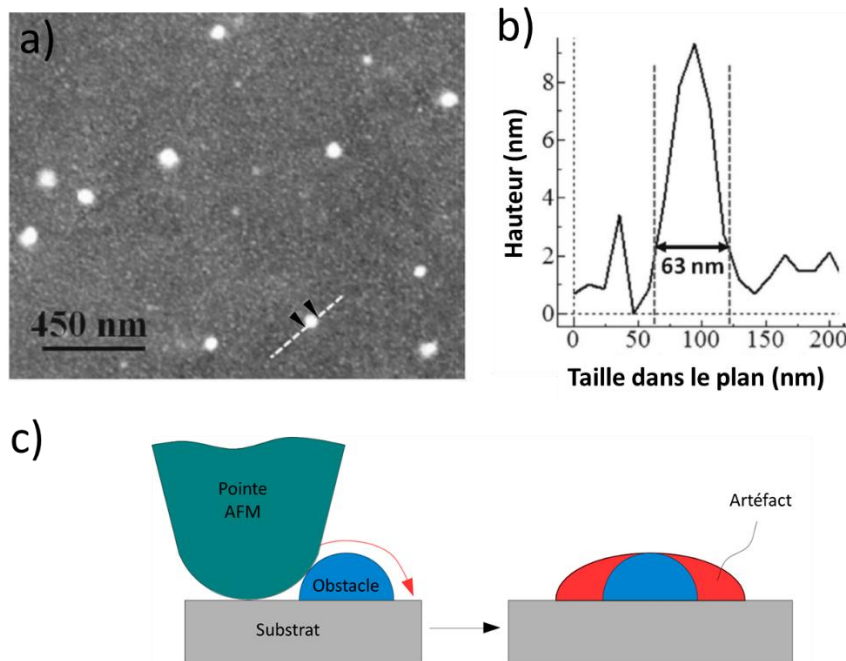 a)
450 nm
b)
Hauteur (nm)
8
6
4
2
0
63 nm
0
50
100
150
200
Taille dans le plan (nm)
c)
Pointe
AFM
Obstacle
Substrat
Artéfact